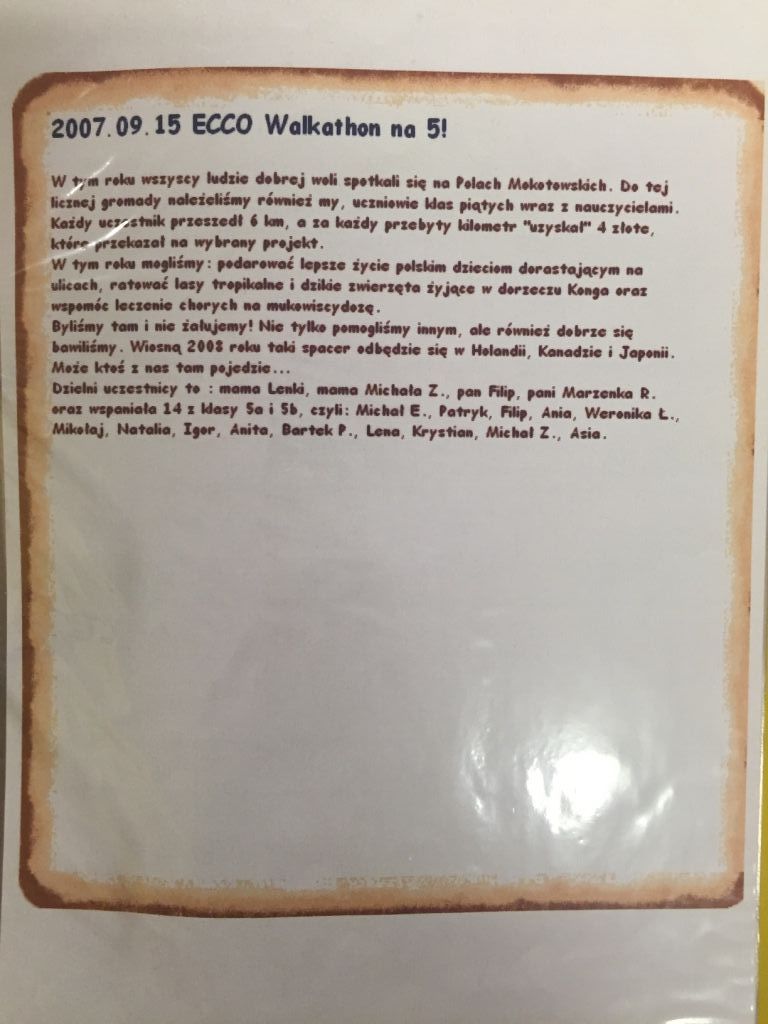 2007.09.15 ECCO Walkathon na 5!
W tym roku wszyscy ludzie dobrej woli spotkali się na Polach Mokotowskich. Do tej
licznej gromady należeliśmy również my, uczniowie klas piątych wraz z nauczycielami.
Każdy uczestnik przeszedł 6 km, a za każdy przebyty kilometr "uzyskał" 4 złote,
które przekazał na wybrany projekt.
W tym roku mogliśmy: podarować lepsze życie polskim dzieciom dorastającym na
ulicach, ratować lasy tropikalne i dzikie zwierzęta żyjące w dorzeczu Konga oraz
wspomóc leczenie chorych na mukowiscydozę.
Byliśmy tam i nie żałujemy! Nie tylko pomogliśmy innym, ale również dobrze się
bawiliśmy. Wiosną 2008 roku taki spacer odbędzie się w Holandii, Kanadzie i Japonii.
Może ktoś z nas tam pojedzie...
Dzielni uczestnicy to : mama Lenki, mama Michała Z., pan Filip, pani Marzenka R.
oraz wspaniała 14 z klasy 5a i 5b, czyli: Michał E., Patryk, Filip, Ania, Weronika Ł.,
Mikołaj, Natalia, Igor, Anita, Bartek P., Lena, Krystian, Michał Z., Asia.